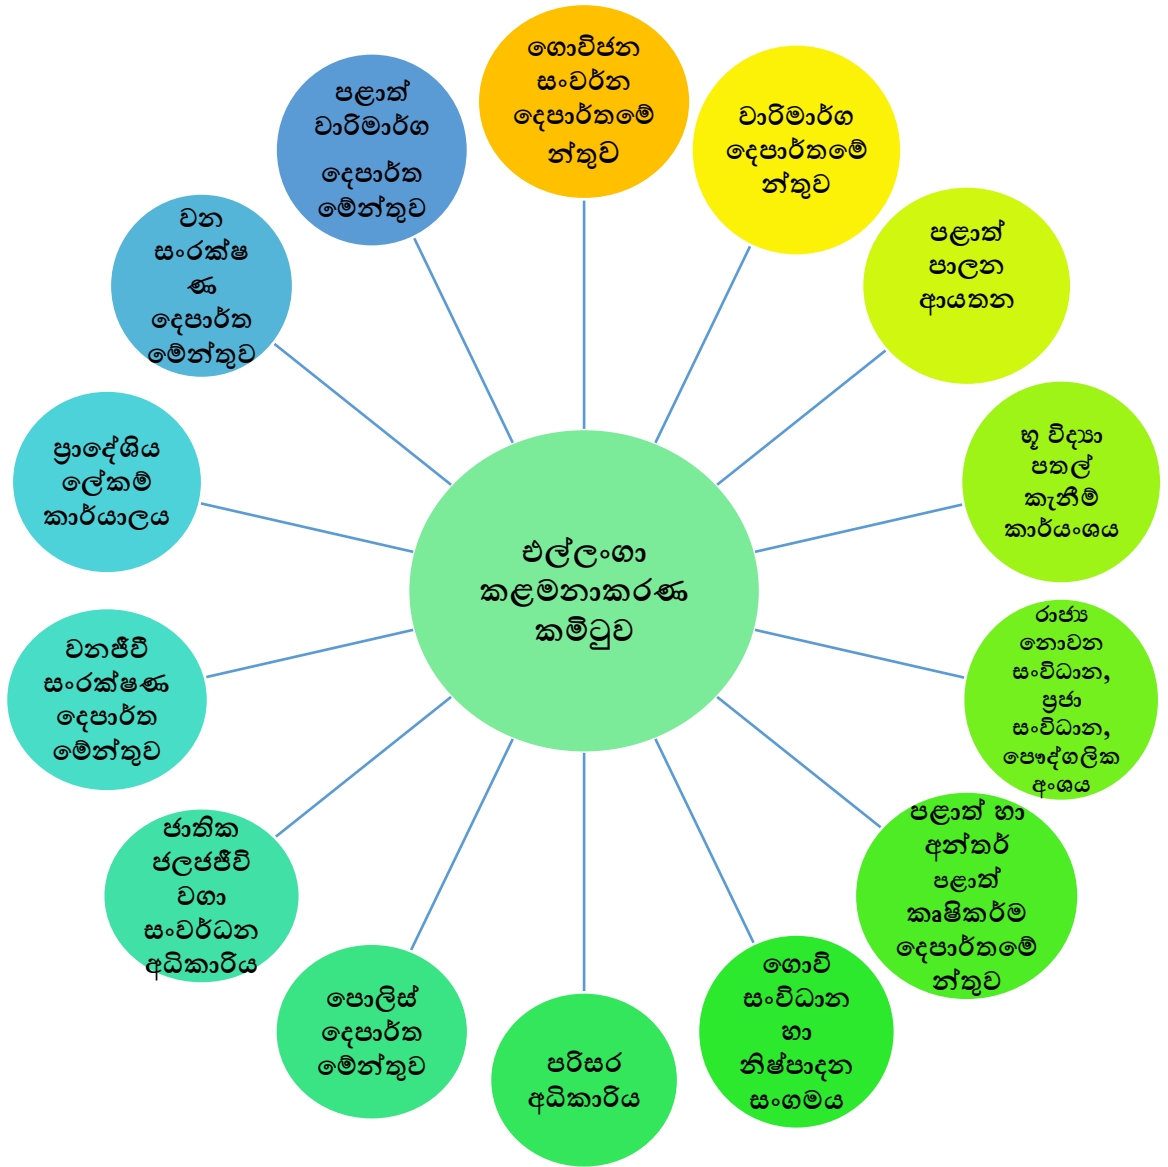 ගොවිජන
සංවර්න
දෙපාර්තමේ
න්තුව
වාරිමාර්ග
දෙපාර්තමේ
න්තුව
පළාත්
පාලන
ආයතන
භූ විද්‍යා
පතල්
කැනීම්
කාර්යංශය
රාජ්‍ය
නොවන
සංවිධාන,
ප්‍රජා
සංවිධාන,
පෞද්ගලික
අංශය
පළාත් හා
අන්තර්
පළාත්
කෘෂිකර්ම
දෙපාර්තමේ
න්තුව
ගොවි
සංවිධාන
හා
නිෂ්පාදන
සංගමය
පරිසර
අධිකාරිය
පොලිස්
දෙපාර්ත
මේන්තුව
ජාතික
ජලජජීවි
වගා
සංවර්ධන
අධිකාරිය
වනජීවී
සංරක්ෂණ
දෙපාර්ත
මේන්තුව
ප්‍රාදේශිය
ලේකම්
කාර්යාලය
වන
සංරක්ෂ
ණ
දෙපාර්ත
මේන්තුව
පළාත්
වාරිමාර්ග
දෙපාර්ත
මේන්තුව
එල්ලංගා
කළමනාකරණ
කමිටුව